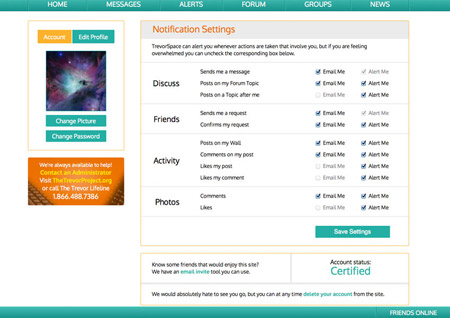 HOME MESSAGES ALERTS FORUM GROUPS NEWS
Account Edit Profile
Change Picture
Change Password
We're always available to help!
Contact an Administrator
Visit TheTrevorProject.org
or call The Trevor Lifeline
1.866.488.7386
Notification Settings
TrevorSpace can alert you whenever actions are taken that involve you, but if you are feeling
overwhelmed you can uncheck the corresponding box below.
Discuss
Sends me a message Email Me Alert Me
Posts on my Forum Topic Email Me Alert Me
Posts on a Topic after me Email Me Alert Me
Friends
Sends me a request Email Me Alert Me
Confirms my request Email Me Alert Me
Activity
Posts on my Wall Email Me Alert Me
Comments on my post Email Me Alert Me
Likes my post Email Me Alert Me
Likes my comment Email Me Alert Me
Photos
Comments Email Me Alert Me
Likes Email Me Alert Me
Save Settings
Know some friends that would enjoy this site?
We have an email invite tool you can use.
Account status:
Certified
We would absolutely hate to see you go, but you can at any time delete your account from the site.
FRIENDS ONLINE